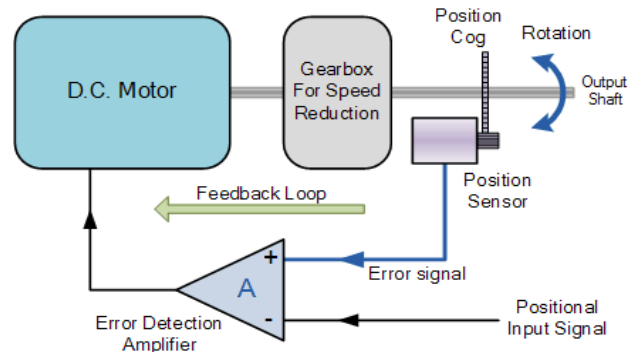 Position
Cog
Rotation
D.C. Motor
Gearbox
For Speed
Reduction
Output
Shaft
Position
Sensor
Feedback Loop
+
Error signal
A
-
Positional
Input Signal
Error Detection
Amplifier